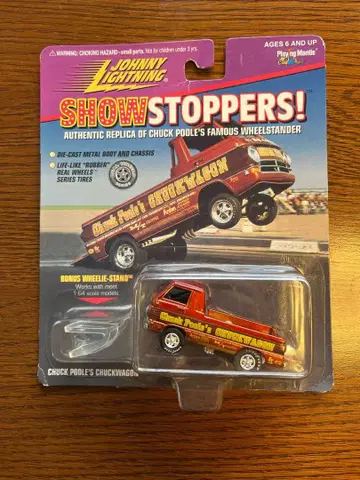 WARNING: CHOKING HAZARD-small parts. Not for children under 3 yrs.
AGES 6 AND UP
JOHNNY
LIGHTNING
Playing Mantis
SHOWSTOPPERS!
AUTHENTIC REPLICA OF CHUCK POOLE'S FAMOUS WHEELSTANDER
DIE-CAST METAL BODY AND CHASSIS
LIFE-LIKE "RUBBER"
REAL WHEELS™
SERIES TIRES
Chuck Poole's CHUCKWAGON
BONUS WHEELIE-STAND™
Works with most
1:64 scale models.
Chuck Poole's CHUCKWAGON
CHUCK POOLE'S CHUCKWAGON